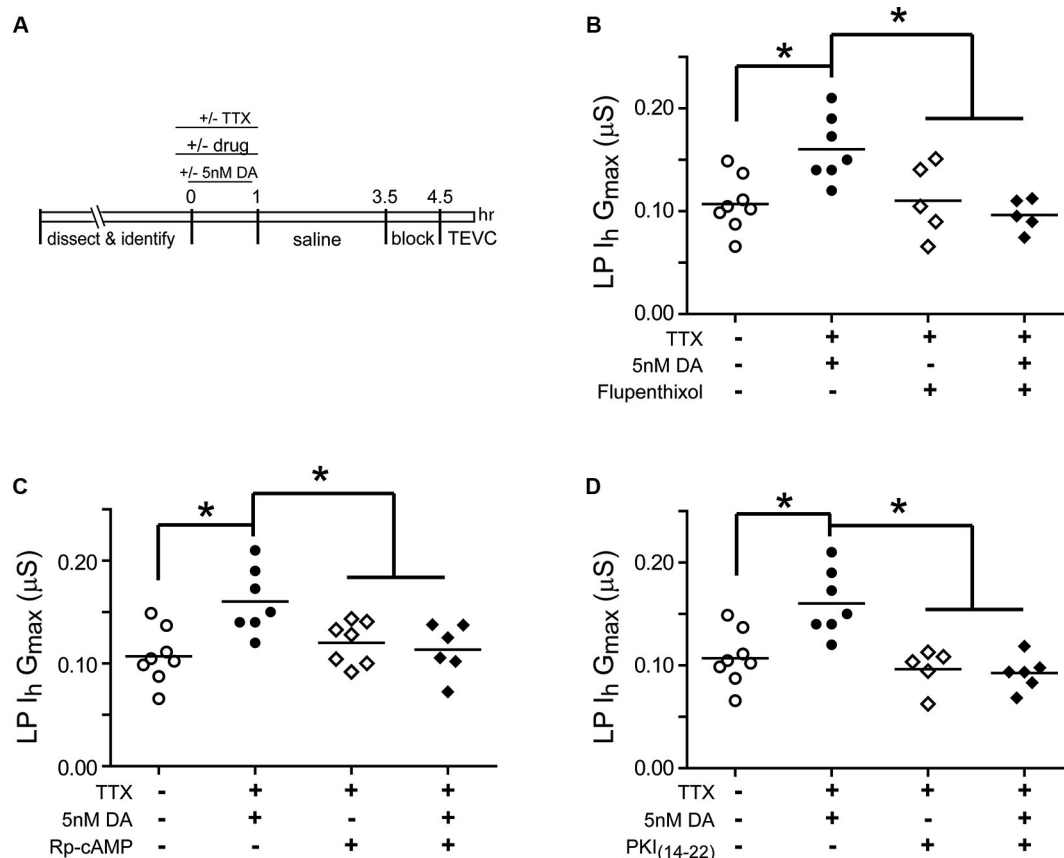 A
+/- TTX
+/- drug
+/- 5nM DA
0 1 3.5 4.5 hr
dissect & identify saline block TEVC
B
* *
LP Ih Gmax (µS)
0.20
0.10
0.00
TTX - + + +
5nM DA - + - +
Flupenthixol - - + +
C
* *
LP Ih Gmax (µS)
0.20
0.10
0.00
TTX - + + +
5nM DA - + - +
Rp-cAMP - - + +
D
* *
LP Ih Gmax (µS)
0.20
0.10
0.00
TTX - + + +
5nM DA - + - +
PKI(14-22) - - + +